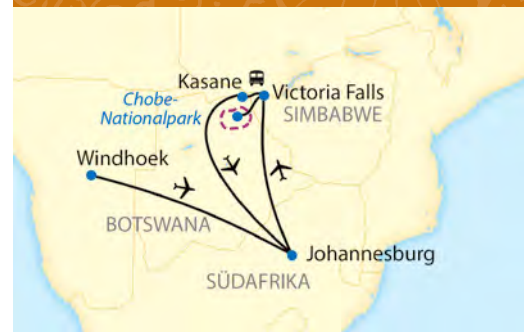 Kasane
Victoria Falls
Chobe-
Nationalpark
SIMBABWE
Windhoek
BOTSWANA
Johannesburg
SÜDAFRIKA